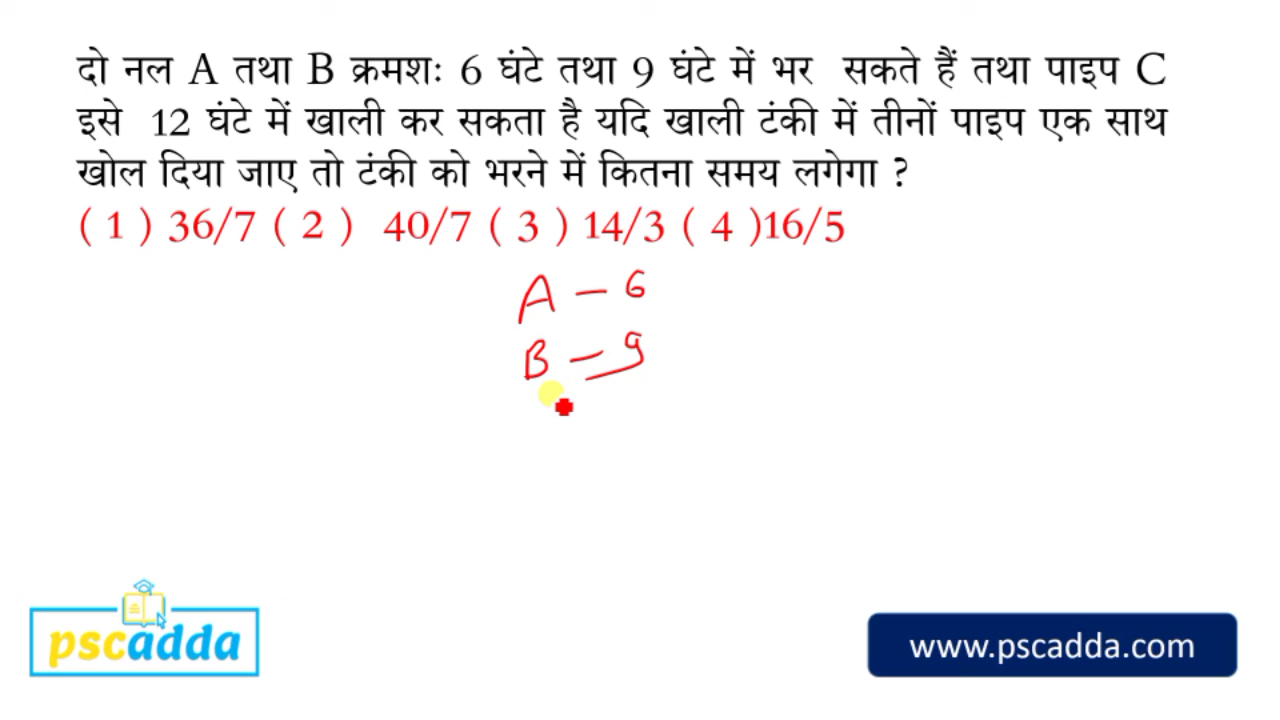 दो नल A तथा B क्रमशः 6 घंटे तथा 9 घंटे में भर सकते हैं तथा पाइप C
इसे 12 घंटे में खाली कर सकता है यदि खाली टंकी में तीनों पाइप एक साथ
खोल दिया जाए तो टंकी को भरने में कितना समय लगेगा ?
( 1 ) 36/7 ( 2 ) 40/7 ( 3 ) 14/3 ( 4 )16/5
A – 6
B – 9
pscadda
www.pscadda.com